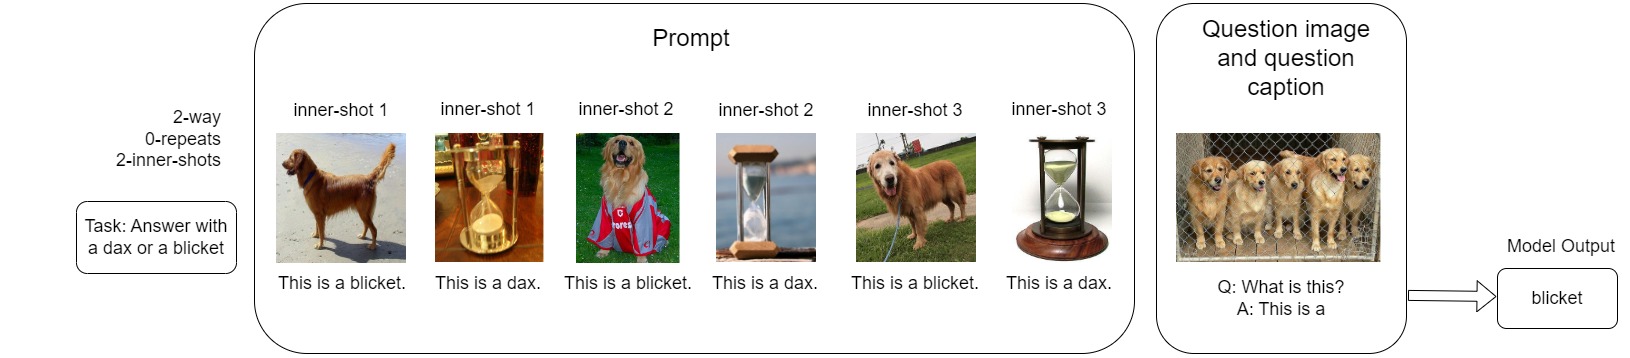 2-way
0-repeats
2-inner-shots
Task: Answer with
a dax or a blicket
Prompt
inner-shot 1
inner-shot 1
inner-shot 2
inner-shot 2
inner-shot 3
inner-shot 3
This is a blicket.
This is a dax.
This is a blicket.
This is a dax.
This is a blicket.
This is a dax.
Question image
and question
caption
Q: What is this?
A: This is a
Model Output
blicket